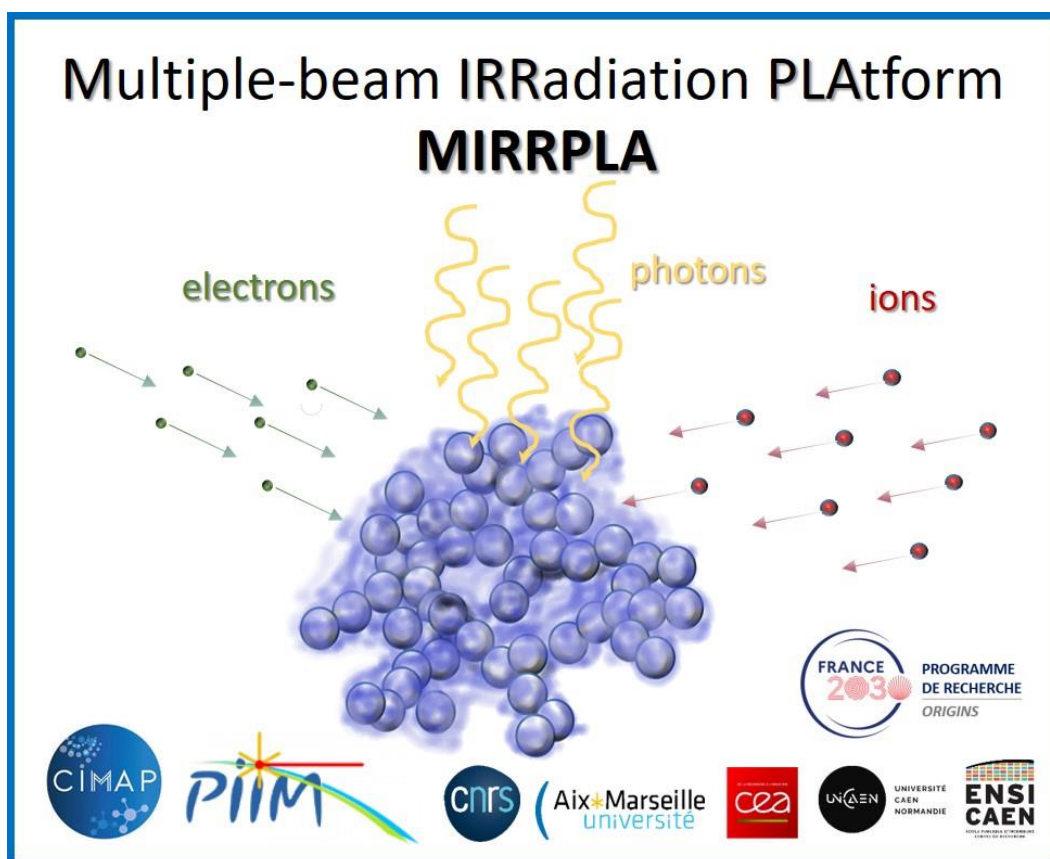 Multiple-beam IRRadiation PLAtform
MIRRPLA
electrons
photons
ions
FRANCE
2030
PROGRAMME
DE RECHERCHE
ORIGINS
CIMAP
PIIM
cnrs
Aix*Marseille
université
cea
UNICAEN
UNIVERSITÉ
CAEN
NORMANDIE
ENSI
CAEN